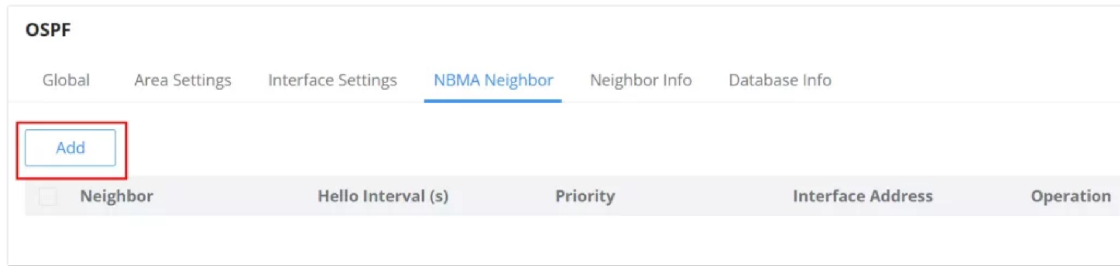 OSPF
Global Area Settings Interface Settings NBMA Neighbor Neighbor Info Database Info
Add
Neighbor Hello Interval (s) Priority Interface Address Operation